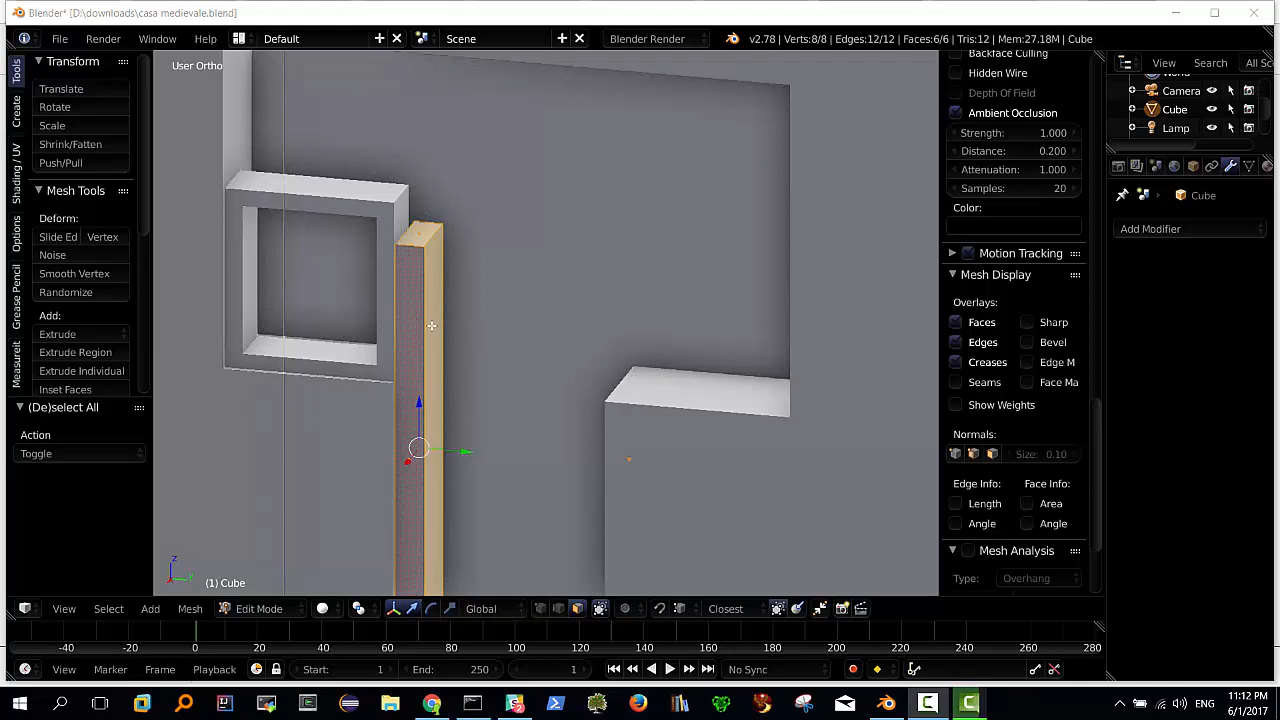 Blender* [D:\downloads\casa medievale.blend]
File Render Window Help Default Scene Blender Render v2.78 | Verts:8/8 | Edges:12/12 | Faces:6/6 | Tris:12 | Mem:27.18M | Cube
Tools
Create
Shading / UV
Options
Grease Pencil
Measureit
Transform
Translate
Rotate
Scale
Shrink/Fatten
Push/Pull
Mesh Tools
Deform:
Slide Ed Vertex
Noise
Smooth Vertex
Randomize
Add:
Extrude
Extrude Region
Extrude Individual
Inset Faces
(De)select All
Action
Toggle
User Ortho
z
(1) Cube
Backface Culling
Hidden Wire
Depth Of Field
Ambient Occlusion
Strength: 1.000
Distance: 0.200
Attenuation: 1.000
Samples: 20
Color:
Motion Tracking
Mesh Display
Overlays:
Faces Sharp
Edges Bevel
Creases Edge M
Seams Face Ma
Show Weights
Normals:
Size: 0.10
Edge Info: Face Info:
Length Area
Angle Angle
Mesh Analysis
Type: Overhang
View Search All Sc
World
Camera
Cube
Lamp
Cube
Add Modifier
View Select Add Mesh Edit Mode Global Closest
-40 -20 0 20 40 60 80 100 120 140 160 180 200 220 240 260 280
View Marker Frame Playback Start: 1 End: 250 1 No Sync
ENG
11:12 PM
6/1/2017